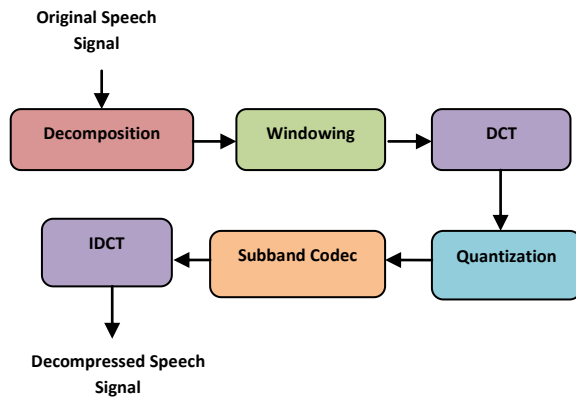 Original Speech
Signal
Decomposition
Windowing
DCT
IDCT
Subband Codec
Quantization
Decompressed Speech
Signal